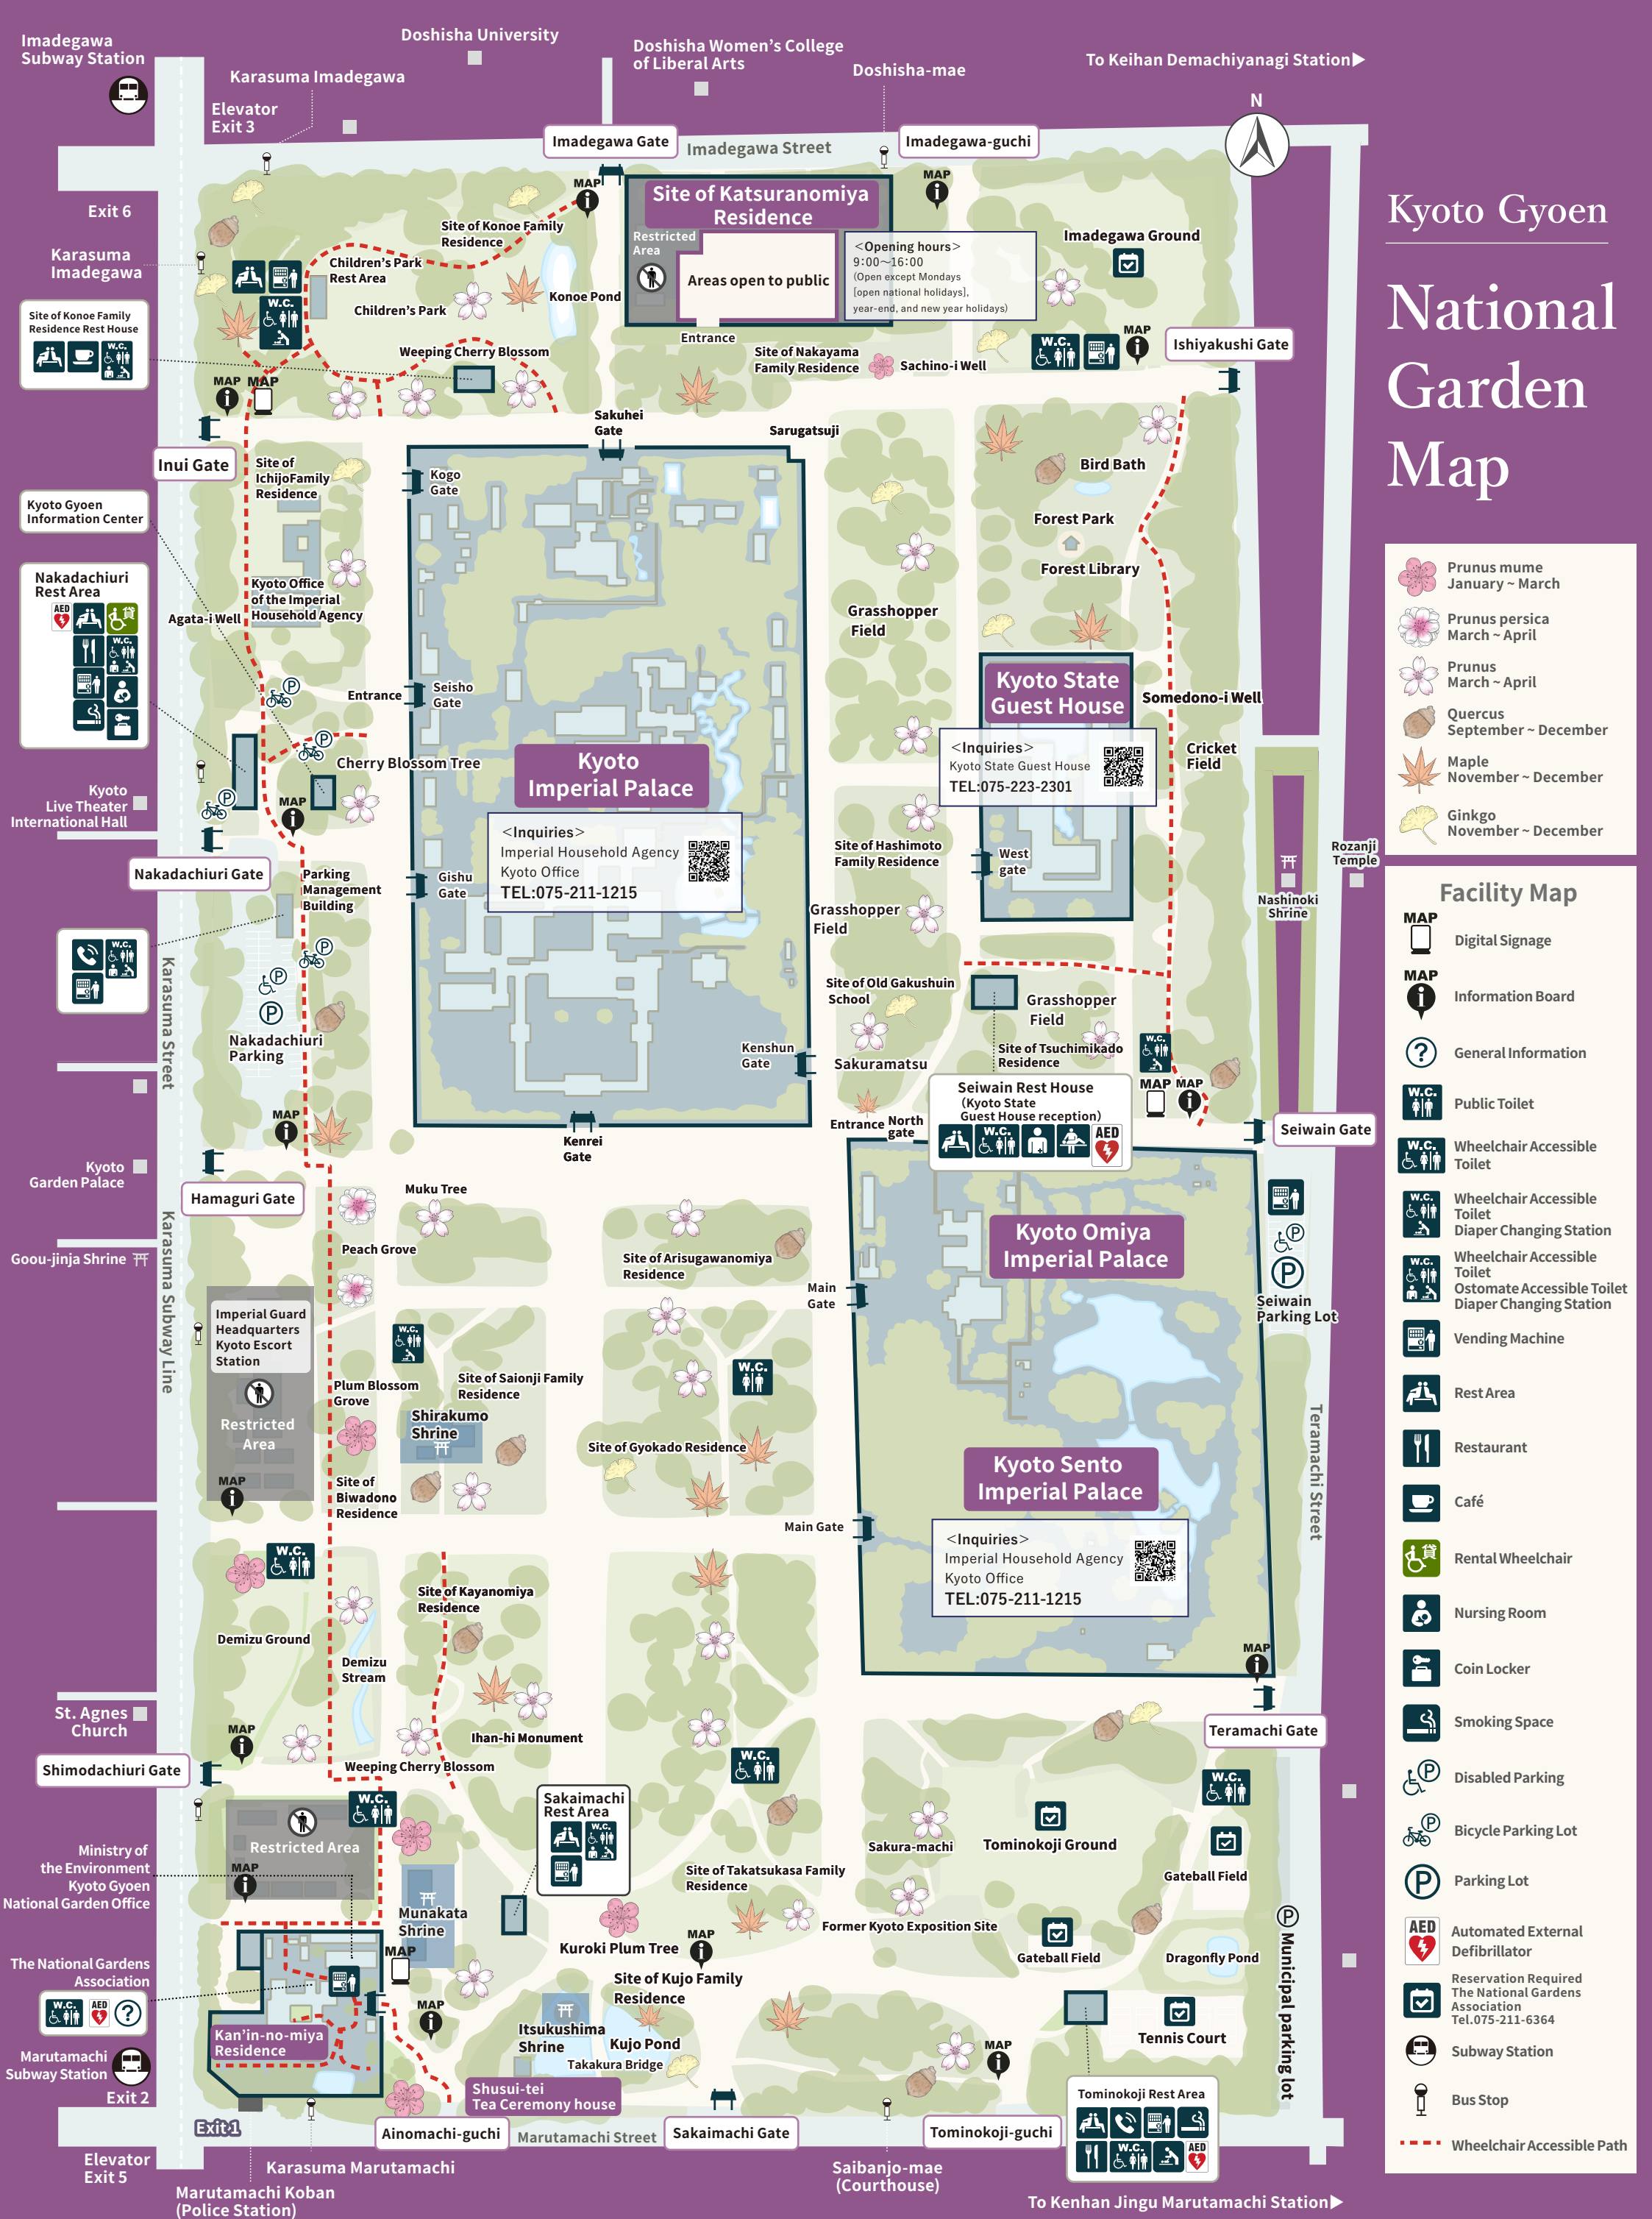 Imadegawa
Subway Station
Doshisha University
Doshisha Women's College
of Liberal Arts
Doshisha-mae
To Keihan Demachiyanagi Station▶
Karasuma Imadegawa
Elevator
Exit 3
N
Imadegawa Gate
Imadegawa Street
Imadegawa-guchi
Exit 6
Karasuma
Imadegawa
MAP
MAP
Site of Katsuranomiya
Residence
Restricted
Area
Areas open to public
Entrance
<Opening hours>
9:00～16:00
(Open except Mondays
[open national holidays],
year-end, and new year holidays)
Site of Konoe Family
Residence
Children's Park
Rest Area
Children's Park
Konoe Pond
Imadegawa Ground
W.C.
Site of Konoe Family
Residence Rest House
W.C.
Weeping Cherry Blossom
Site of Nakayama
Family Residence
Sachino-i Well
W.C.
MAP
Ishiyakushi Gate
MAP
MAP
Inui Gate
Sakuhei
Gate
Sarugatsuji
Site of
IchijoFamily
Residence
Kogo
Gate
Bird Bath
Forest Park
Forest Library
Kyoto Gyoen
Information Center
Nakadachiuri
Rest Area
AED
W.C.
Kyoto Office
of the Imperial
Household Agency
Agata-i Well
Grasshopper
Field
Entrance
Seisho
Gate
Kyoto State
Guest House
Somedono-i Well
<Inquiries>
Kyoto State Guest House
TEL:075-223-2301
Cricket
Field
Cherry Blossom Tree
Kyoto
Imperial Palace
<Inquiries>
Imperial Household Agency
Kyoto Office
TEL:075-211-1215
Kyoto
Live Theater
International Hall
MAP
Nakadachiuri Gate
Parking
Management
Building
Gishu
Gate
Site of Hashimoto
Family Residence
West
gate
Grasshopper
Field
Rozanji
Temple
Nashinoki
Shrine
W.C.
Karasuma Street
Nakadachiuri
Parking
Site of Old Gakushuin
School
Grasshopper
Field
Site of Tsuchimikado
Residence
W.C.
Kenshun
Gate
Sakuramatsu
Seiwain Rest House
(Kyoto State
Guest House reception)
W.C.
AED
MAP
MAP
MAP
Kenrei
Gate
Entrance
North
gate
Seiwain Gate
Kyoto
Garden Palace
Hamaguri Gate
Muku Tree
Peach Grove
Site of Arisugawanomiya
Residence
Kyoto Omiya
Imperial Palace
Seiwain
Parking Lot
Goou-jinja Shrine
Karasuma Subway Line
Main
Gate
Imperial Guard
Headquarters
Kyoto Escort
Station
Restricted
Area
MAP
W.C.
Plum Blossom
Grove
Site of Saionji Family
Residence
Shirakumo
Shrine
W.C.
Site of Gyokado Residence
Site of
Biwadono
Residence
Kyoto Sento
Imperial Palace
Teramachi Street
Main Gate
<Inquiries>
Imperial Household Agency
Kyoto Office
TEL:075-211-1215
W.C.
Site of Kayanomiya
Residence
Demizu Ground
Demizu
Stream
MAP
St. Agnes
Church
MAP
Ihan-hi Monument
Teramachi Gate
Shimodachiuri Gate
Weeping Cherry Blossom
W.C.
W.C.
W.C.
Sakaimachi
Rest Area
W.C.
Restricted Area
MAP
Ministry of
the Environment
Kyoto Gyoen
National Garden Office
Sakura-machi
Tominokoji Ground
Gateball Field
Site of Takatsukasa Family
Residence
Munakata
Shrine
MAP
Kuroki Plum Tree
MAP
Former Kyoto Exposition Site
Gateball Field
Dragonfly Pond
Municipal parking lot
The National Gardens
Association
W.C.
AED
Site of Kujo Family
Residence
MAP
Kan'in-no-miya
Residence
Itsukushima
Shrine
Kujo Pond
Takakura Bridge
MAP
Tennis Court
Marutamachi
Subway Station
Exit 2
Shusui-tei
Tea Ceremony house
Tominokoji Rest Area
W.C.
AED
Exit1
Ainomachi-guchi
Marutamachi Street
Sakaimachi Gate
Tominokoji-guchi
Elevator
Exit 5
Karasuma Marutamachi
Marutamachi Koban
(Police Station)
Saibanjo-mae
(Courthouse)
To Kenhan Jingu Marutamachi Station▶
Kyoto Gyoen
National
Garden
Map
Prunus mume
January ~ March
Prunus persica
March ~ April
Prunus
March ~ April
Quercus
September ~ December
Maple
November ~ December
Ginkgo
November ~ December
Facility Map
MAP
Digital Signage
MAP
Information Board
General Information
W.C.
Public Toilet
W.C.
Wheelchair Accessible
Toilet
W.C.
Wheelchair Accessible
Toilet
Diaper Changing Station
W.C.
Wheelchair Accessible
Toilet
Ostomate Accessible Toilet
Diaper Changing Station
Vending Machine
Rest Area
Restaurant
Café
貸
Rental Wheelchair
Nursing Room
Coin Locker
Smoking Space
P
Disabled Parking
P
Bicycle Parking Lot
P
Parking Lot
AED
Automated External
Defibrillator
Reservation Required
The National Gardens
Association
Tel.075-211-6364
Subway Station
Bus Stop
Wheelchair Accessible Path